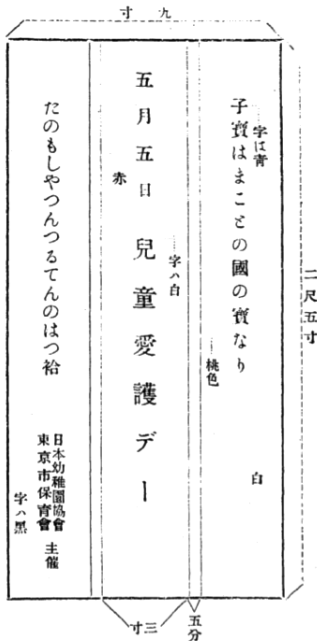 九寸
二尺五寸
字は青
子寶はまことの國の寶なり
白
桃色
字ハ白
五月五日 兒童愛護デー
赤
たのもしやつんつるてんのはつ袷
日本幼稚園協會
東京市保育會
主催
字ハ黑
五分
三寸